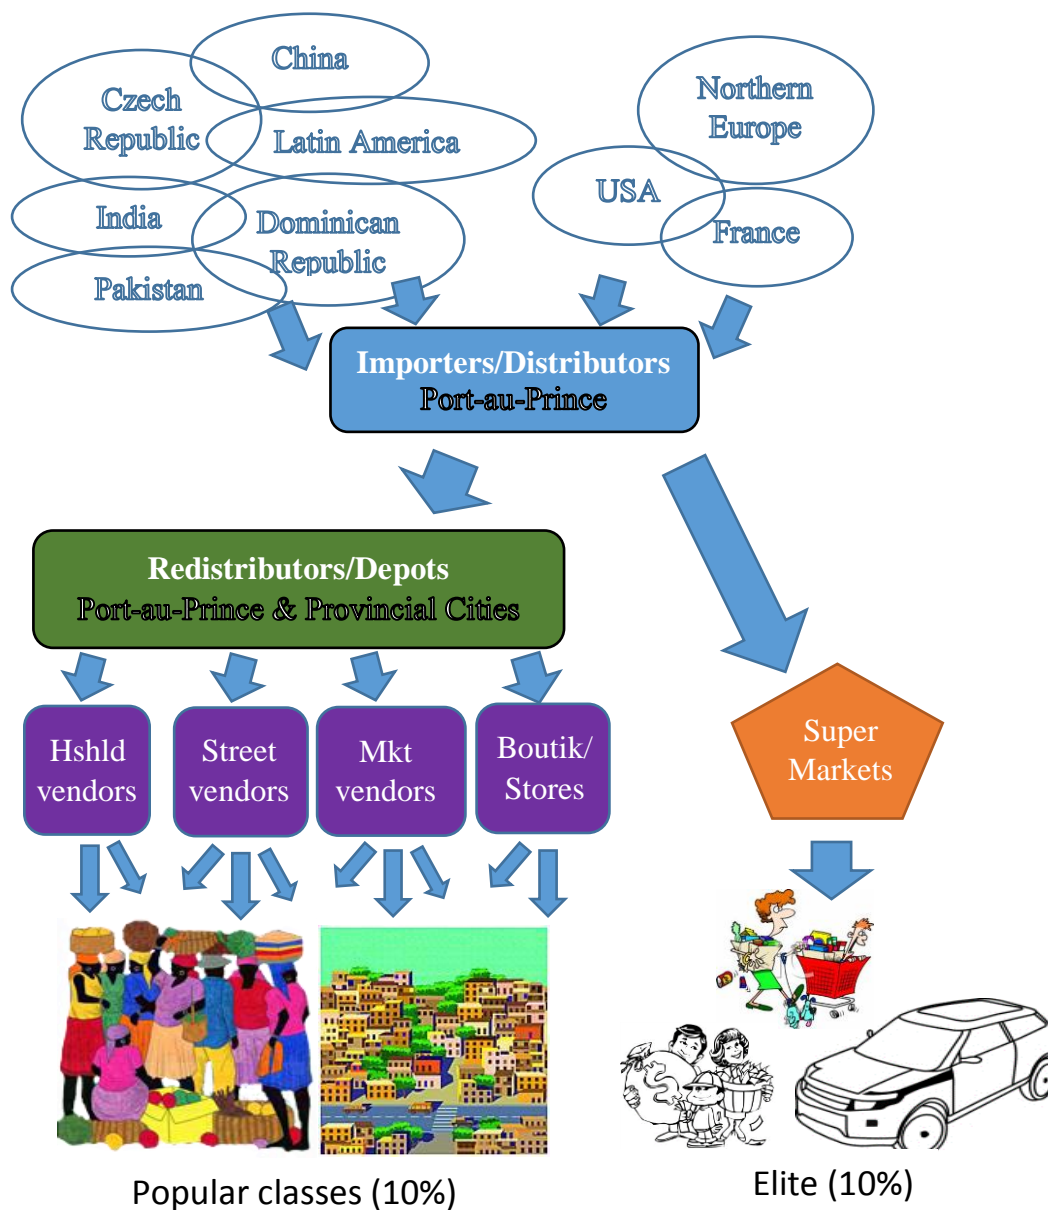 China
Czech
Republic
Latin America
India
Dominican
Republic
Pakistan
Northern
Europe
USA
France
Importers/Distributors
Port-au-Prince
Redistributors/Depots
Port-au-Prince & Provincial Cities
Hshld
vendors
Street
vendors
Mkt
vendors
Boutik/
Stores
Super
Markets
$
Popular classes (10%)
Elite (10%)